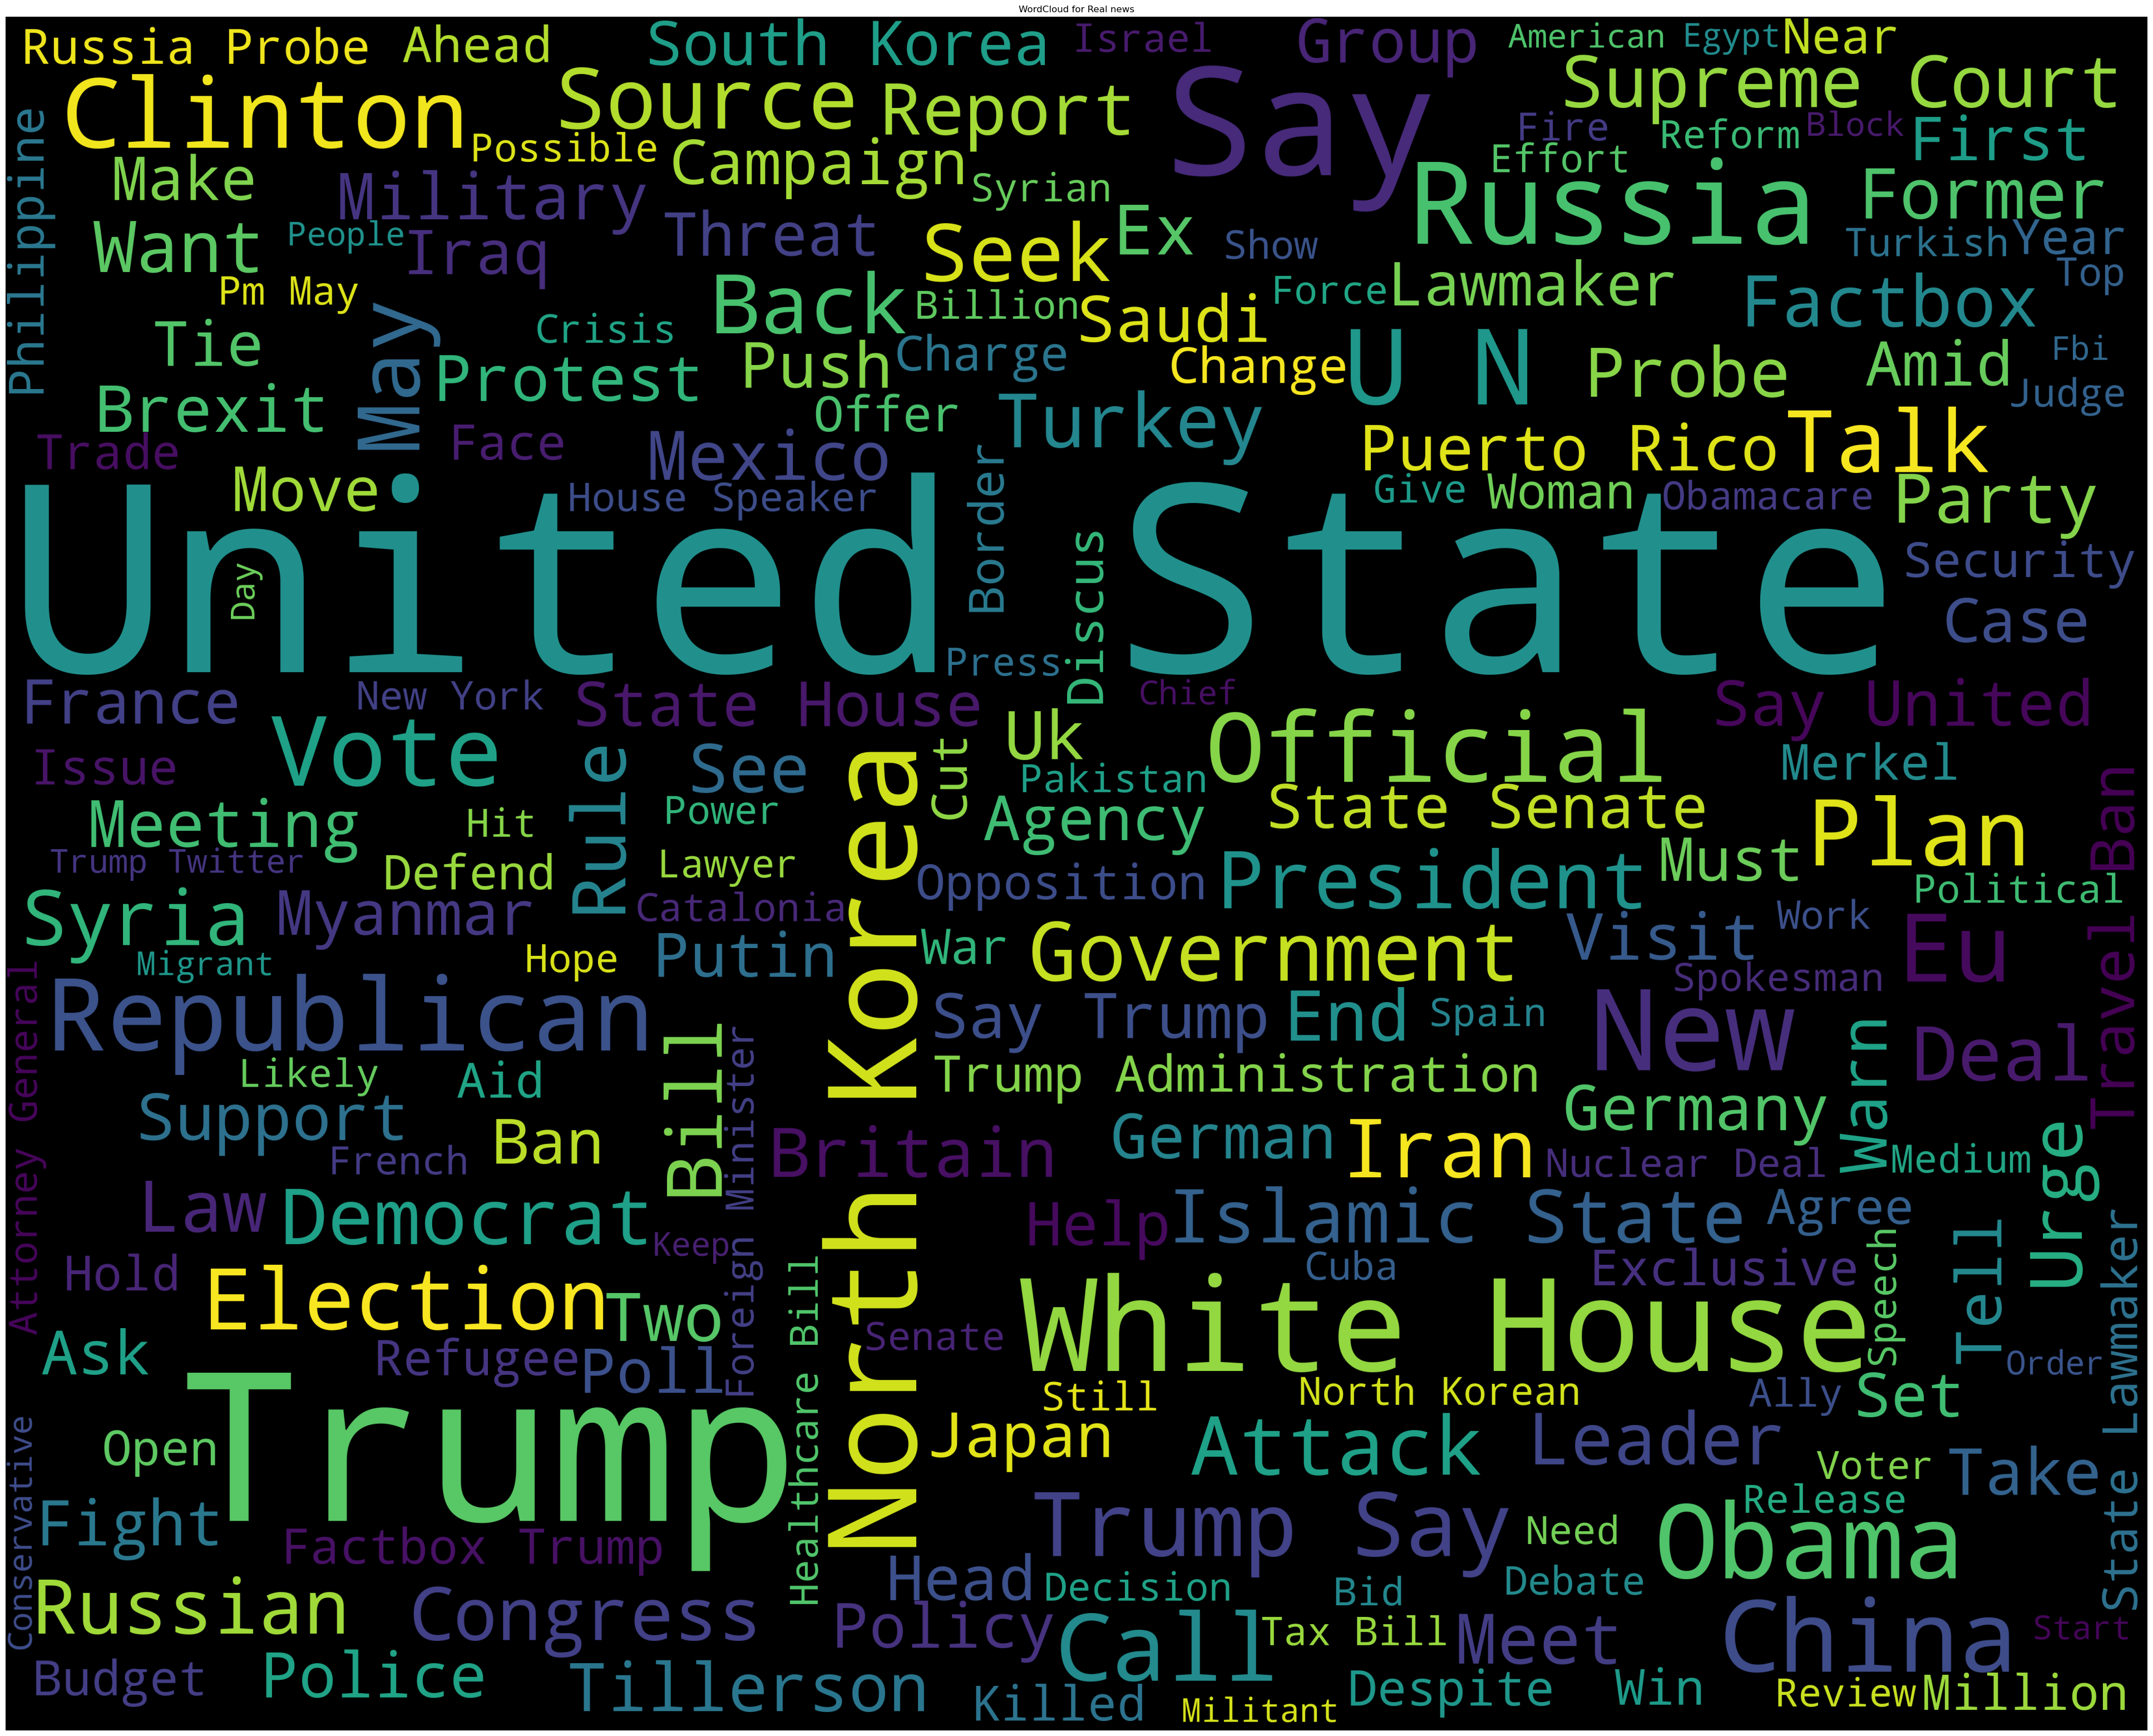 WordCloud for Real news
Russia Probe
Ahead
South Korea
Israel
Group
American
Egypt
Near
Clinton
Source
Report
Say
Supreme Court
Philippine
Possible
Campaign
Fire
Reform
Block
First
Make
Military
Syrian
Effort
Russia
Former
Want
People
Iraq
Threat
Seek
Ex
Show
Turkish
Year
Pm May
May
Back
Billion
Saudi
Force
Lawmaker
Factbox
Top
Tie
Crisis
Protest
Push
Charge
Change
U N
Probe
Amid
Fbi
Judge
Brexit
Offer
Turkey
Trade
Face
Mexico
Border
Puerto Rico
Talk
Move
House Speaker
Give
Woman
Obamacare
Party
United State
Day
Discus
Security
Case
Press
France
New York
State House
Chief
Say United
Vote
Uk
Official
Merkel
Issue
Rule
See
Cut
Pakistan
Travel Ban
Meeting
Hit
Power
North Korea
Agency
State Senate
Plan
Trump Twitter
Defend
Lawyer
Opposition
President
Must
Political
Syria
Myanmar
Catalonia
War
Government
Visit
Work
Eu
Migrant
Hope
Putin
Spokesman
Attorney General
Republican
Bill
Foreign Minister
Say Trump
End
Spain
New
Warn
Deal
Likely
Aid
Trump Administration
Support
Ban
German
Iran
Germany
Urge
French
Britain
Nuclear Deal
Medium
Law
Democrat
Keep
Help
Islamic State
Agree
Tell
State Lawmaker
Hold
Election
Two
Healthcare Bill
Cuba
Exclusive
Speech
White House
Ask
Refugee
Poll
Senate
Order
Trump
Still
North Korean
Ally
Set
Conservative
Open
Japan
Attack
Leader
Voter
Take
Fight
Factbox Trump
Trump Say
Need
Release
Obama
Russian
Congress
Head
Decision
Bid
Debate
Policy
Call
Tax Bill
Meet
China
Start
Budget
Police
Tillerson
Killed
Militant
Despite
Win
Review
Million